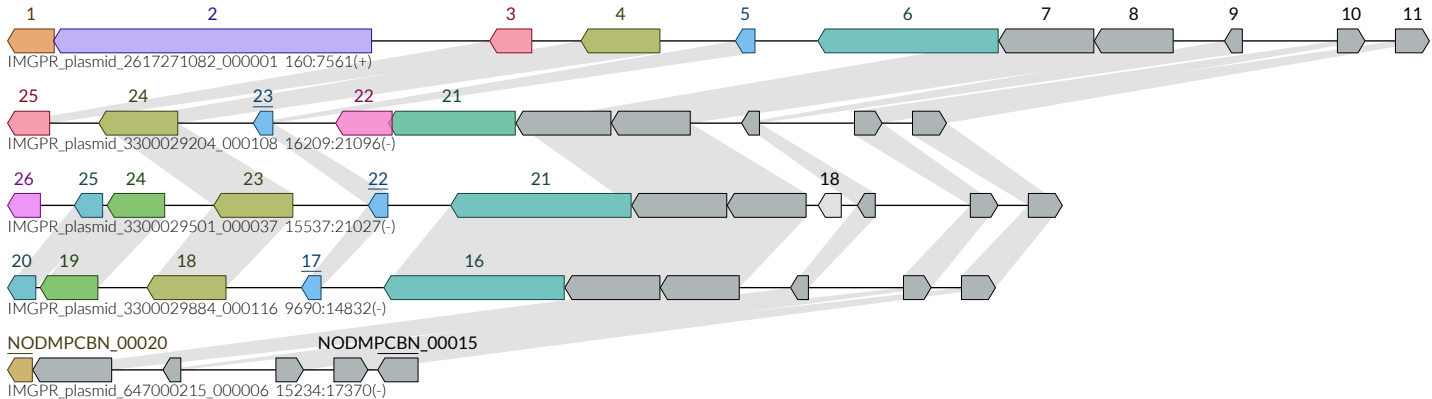 1 2 3 4 5 6 7 8 9 10 11
IMGPR_plasmid_2617271082_000001 160:7561(+)
25 24 23 22 21
IMGPR_plasmid_3300029204_000108 16209:21096(-)
26 25 24 23 22 21 18
IMGPR_plasmid_3300029501_000037 15537:21027(-)
20 19 18 17 16
IMGPR_plasmid_3300029884_000116 9690:14832(-)
NODMPCBN_00020 NODMPCBN_00015
IMGPR_plasmid_647000215_000006 15234:17370(-)